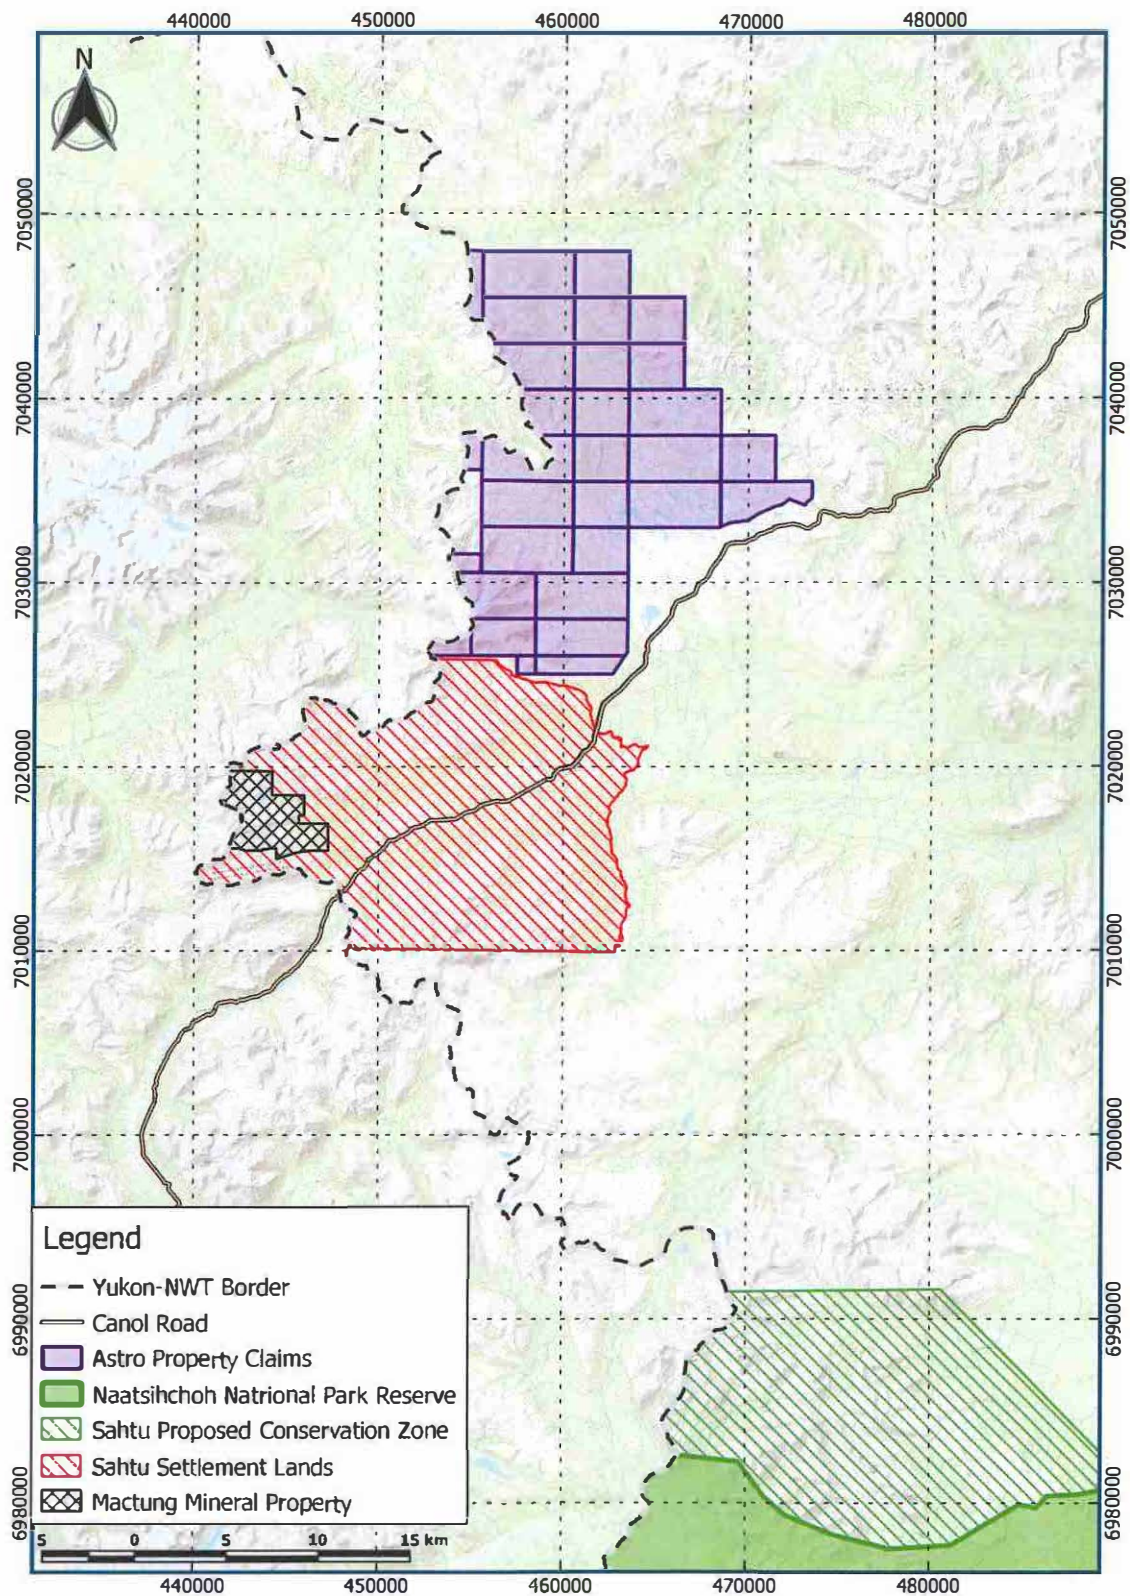 440000 450000 460000 470000 480000
N
7050000 7050000
7040000 7040000
7030000 7030000
7020000 7020000
7010000 7010000
7000000 7000000
6990000 6990000
6980000 6980000
Legend
Yukon-NWT Border
Canol Road
Astro Property Claims
Naatsihchoh Natrional Park Reserve
Sahtu Proposed Conservation Zone
Sahtu Settlement Lands
Mactung Mineral Property
5 0 5 10 15 km
440000 450000 460000 470000 480000